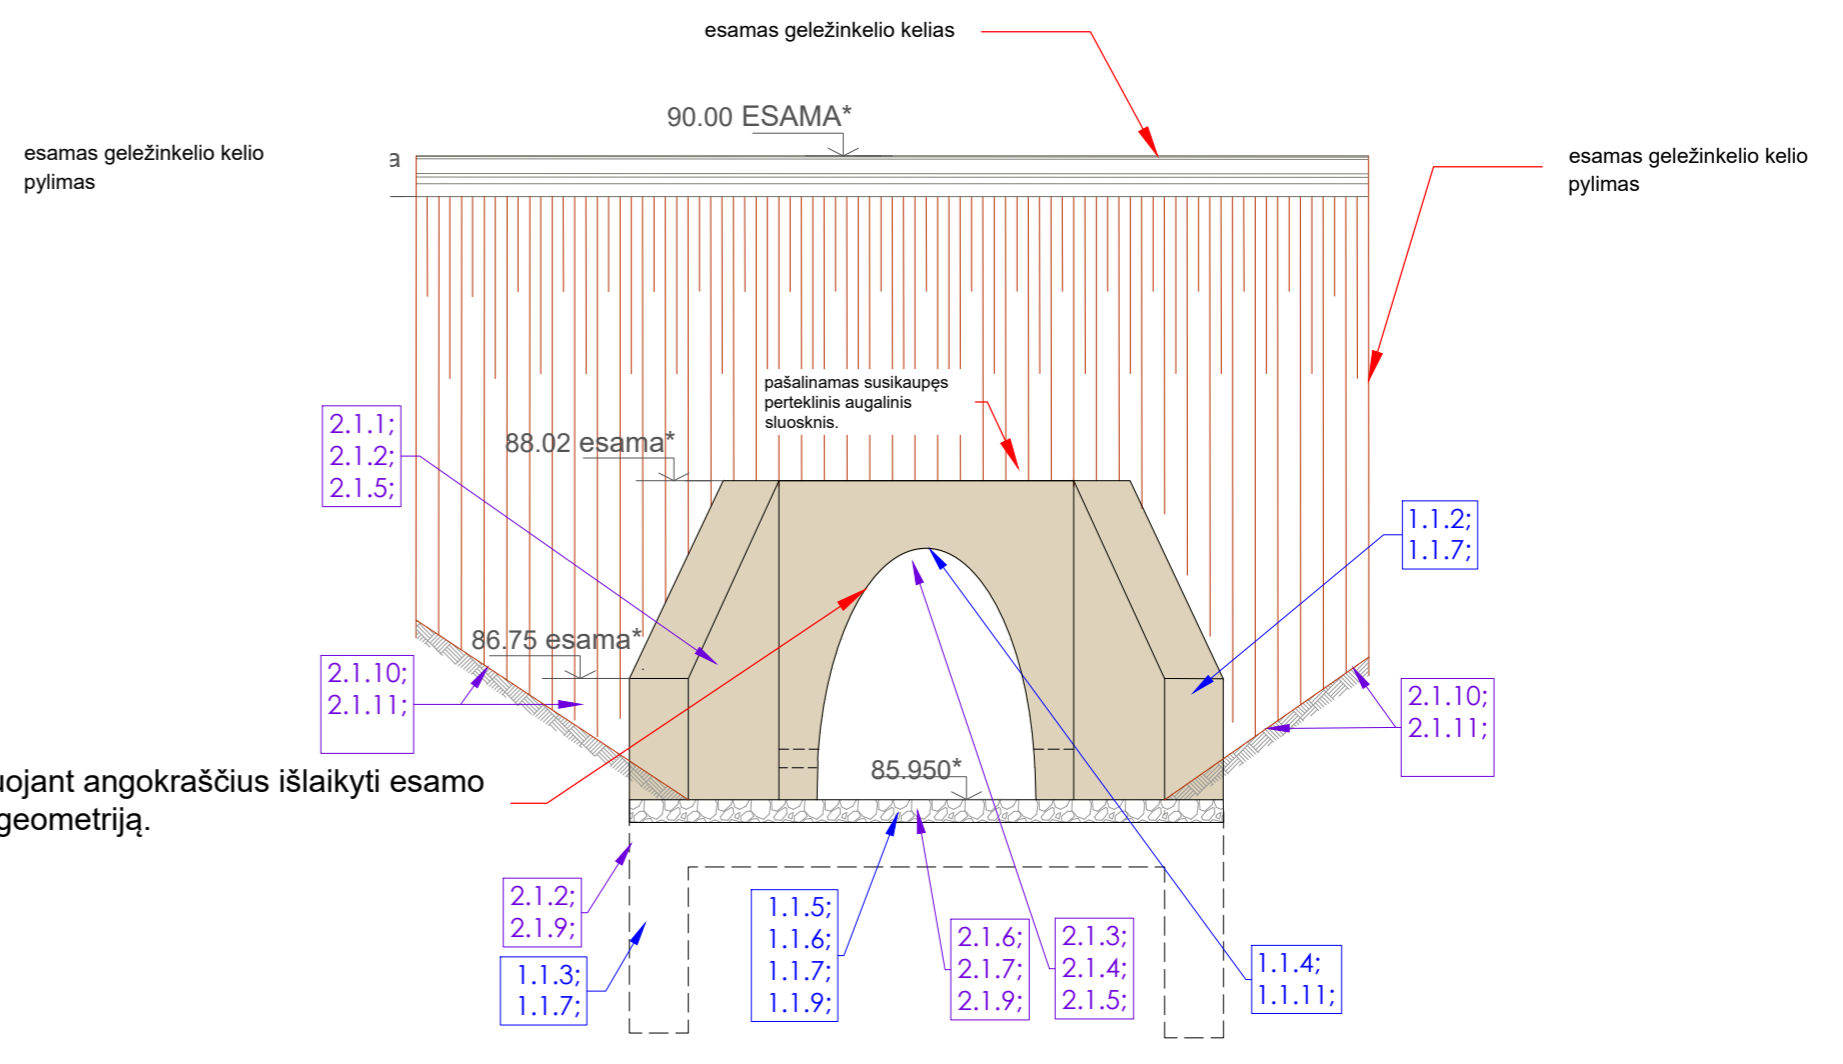 esamas geležinkelio kelias
90.00 ESAMA*
esamas geležinkelio kelio
pylimas
a
esamas geležinkelio kelio
pylimas
pašalinamas susikaupęs
perteklinis augalinis
sluosknis.
2.1.1;
2.1.2;
2.1.5;
88.02 esama*
1.1.2;
1.1.7;
86.75 esama*
2.1.10;
2.1.11;
2.1.10;
2.1.11;
uojant angokraščius išlaikyti esamo
geometriją.
85.950*
2.1.2;
2.1.9;
1.1.3;
1.1.7;
1.1.5;
1.1.6;
1.1.7;
1.1.9;
2.1.6;
2.1.7;
2.1.9;
2.1.3;
2.1.4;
2.1.5;
1.1.4;
1.1.11;